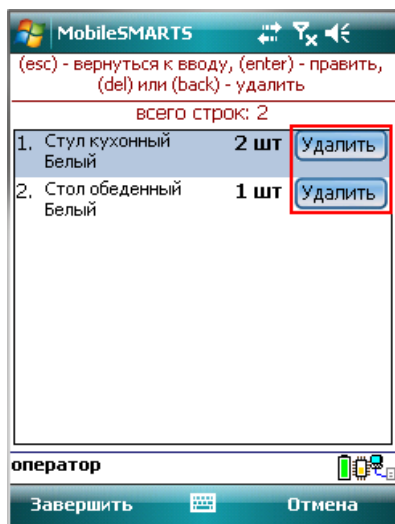 MobileSMARTS
(esc) - вернуться к вводу, (enter) - править,
(del) или (back) - удалить
всего строк: 2
1. Стул кухонный 2 шт Удалить
Белый
2. Стол обеденный 1 шт Удалить
Белый
оператор
Завершить Отмена